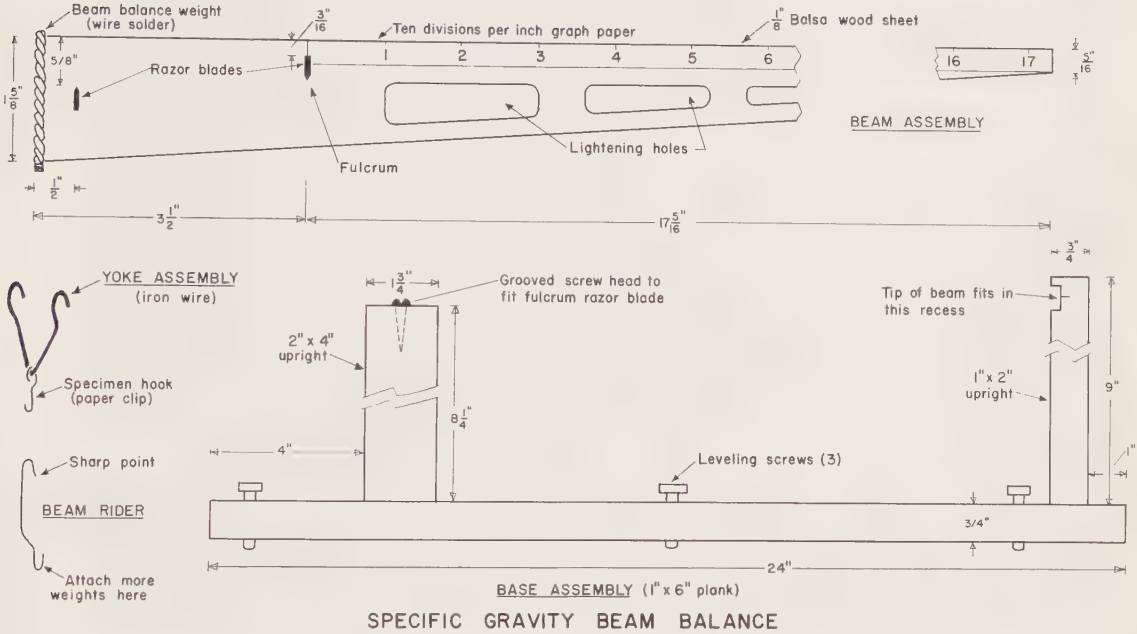 Beam balance weight
(wire solder)
3/16"
Ten divisions per inch graph paper
1/8" Balsa wood sheet
5/8"
Razor blades
1 2 3 4 5 6
16 17
5/16"
1 5/8"
BEAM ASSEMBLY
Lightening holes
Fulcrum
1/2"
3 1/2"
17 5/16"
YOKE ASSEMBLY
(iron wire)
1 3/4"
Grooved screw head to
fit fulcrum razor blade
3/4"
Tip of beam fits in
this recess
2" x 4"
upright
Specimen hook
(paper clip)
1" x 2"
upright
9"
8 1/4"
4"
Leveling screws (3)
1"
Sharp point
BEAM RIDER
3/4"
24"
Attach more
weights here
BASE ASSEMBLY (1" x 6" plank)
SPECIFIC GRAVITY BEAM BALANCE